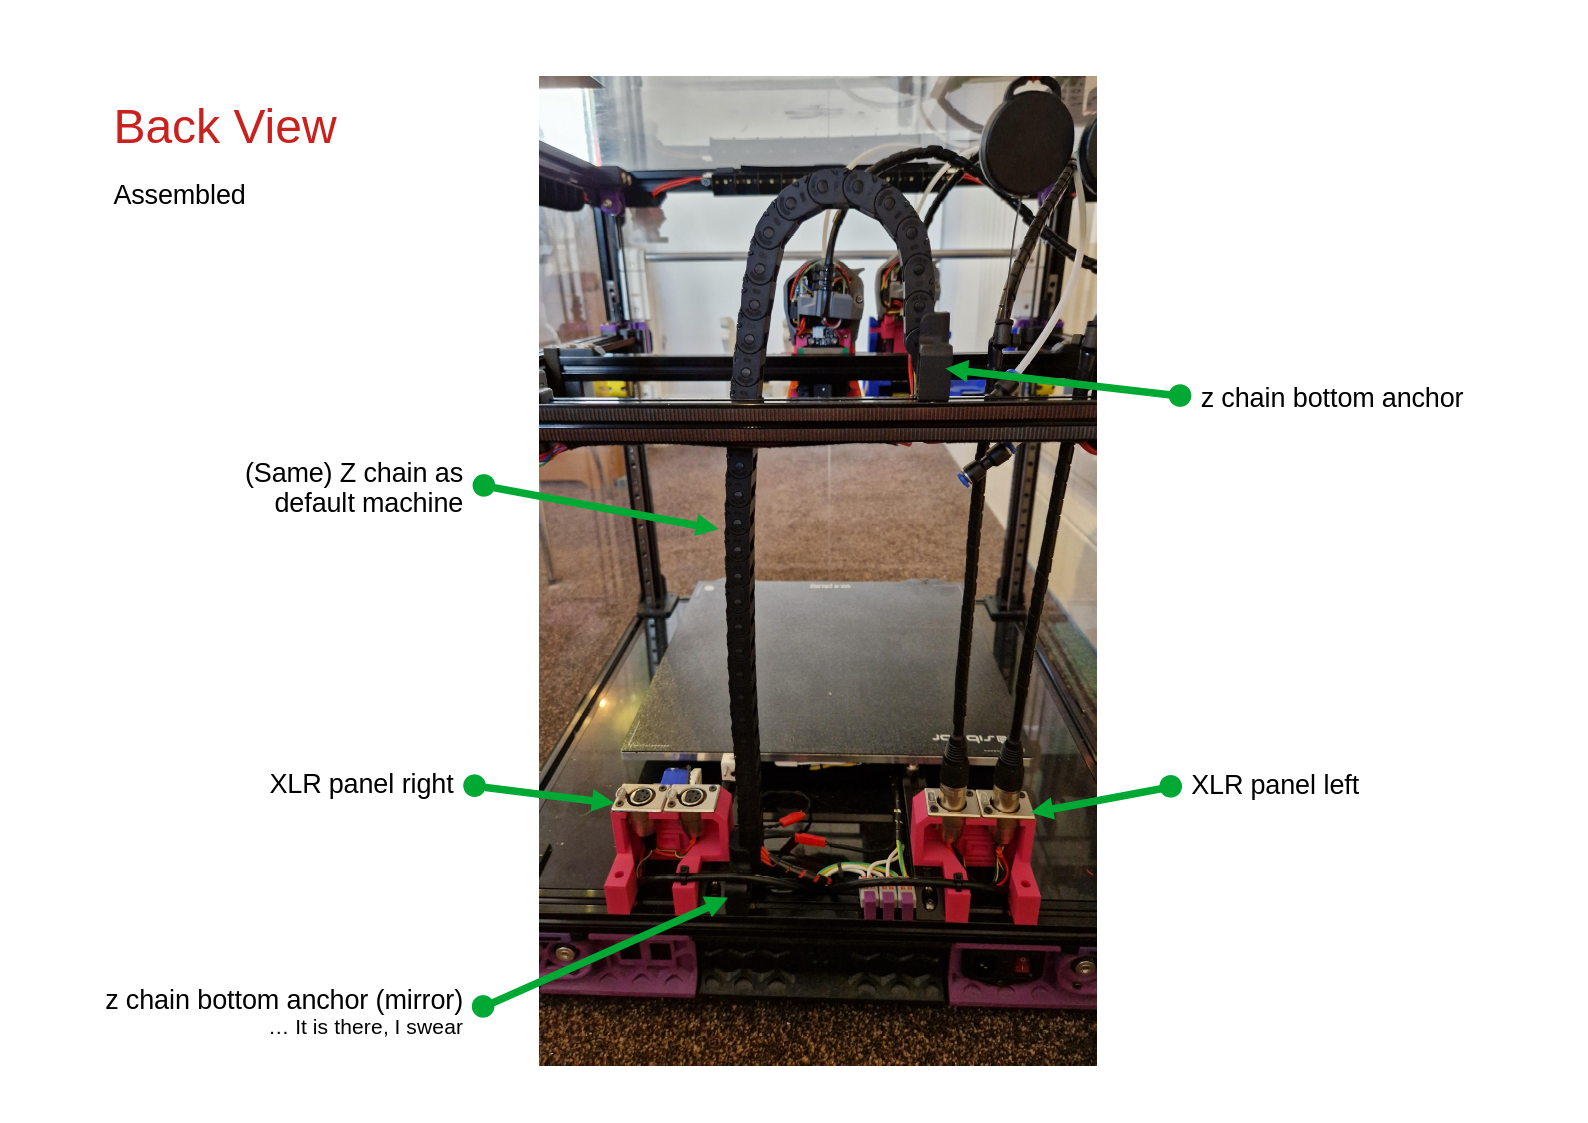 Back View
Assembled
z chain bottom anchor
(Same) Z chain as
default machine
XLR panel right
XLR panel left
z chain bottom anchor (mirror)
… It is there, I swear